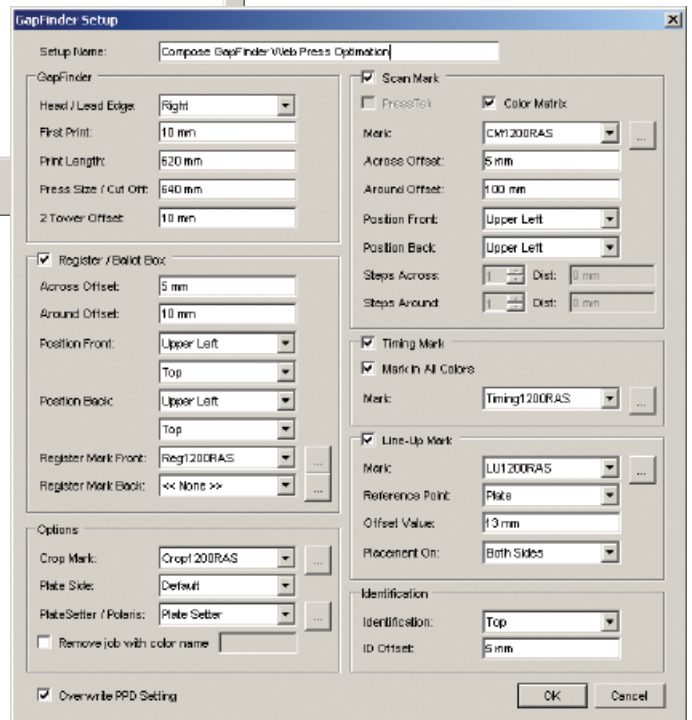 GapFinder Setup
Setup Name: Compose GapFinder Web Press Optimation
GapFinder
Head / Lead Edge: Right
First Print: 10 mm
Print Length: 620 mm
Press Size / Cut Off: 640 mm
2 Tower Offset: 10 mm
Register / Ballot Box
Across Offset: 5 mm
Around Offset: 10 mm
Position Front: Upper Left
Top
Position Back: Upper Left
Top
Register Mark Front: Reg1200RAS ...
Register Mark Back: << None >> ...
Options
Crop Mark: Crop1200RAS ...
Plate Side: Default
PlateSetter / Polaris: Plate Setter ...
Remove job with color name
Overwrite PPD Setting
Scan Mark
PressTek Color Matrix
Mark: CM1200RAS ...
Across Offset: 5 mm
Around Offset: 100 mm
Position Front: Upper Left
Position Back: Upper Left
Steps Across: 1 Dist: 0 mm
Steps Around: 1 Dist: 0 mm
Timing Mark
Mark in All Colors
Mark: Timing1200RAS ...
Line-Up Mark
Mark: LU1200RAS ...
Reference Point: Plate
Offset Value: 13 mm
Placement On: Both Sides
Identification
Identification: Top
ID Offset: 5 mm
OK Cancel